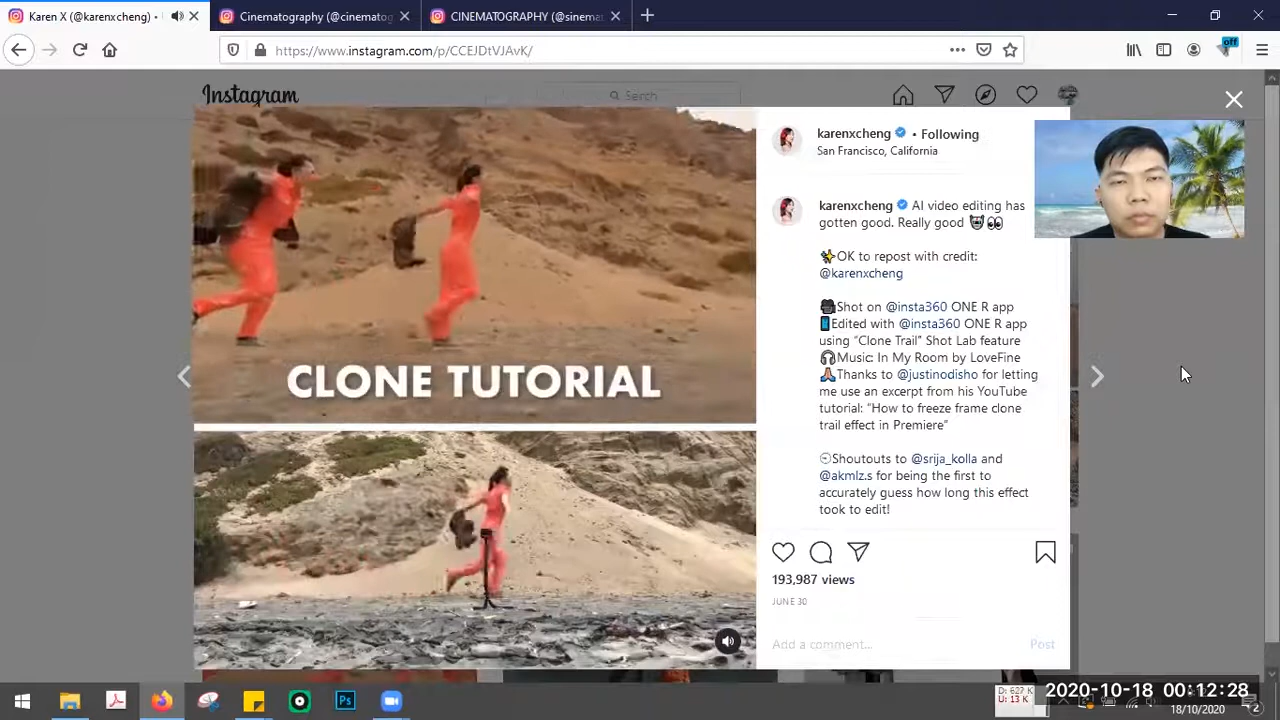 Karen X (@karenxcheng) •
Cinematography (@cinematog
CINEMATOGRAPHY (@sinema
https://www.instagram.com/p/CCEJDtVJAvK/
off
Instagram
Search
karenxcheng • Following
San Francisco, California
karenxcheng AI video editing has
gotten good. Really good
OK to repost with credit:
@karenxcheng
Shot on @insta360 ONE R app
Edited with @insta360 ONE R app
using “Clone Trail” Shot Lab feature
Music: In My Room by LoveFine
Thanks to @justinodisho for letting
me use an excerpt from his YouTube
tutorial: “How to freeze frame clone
trail effect in Premiere”
Shoutouts to @srija_kolla and
@akmlz.s for being the first to
accurately guess how long this effect
took to edit!
CLONE TUTORIAL
193,987 views
JUNE 30
Add a comment...
Post
Ps
2020-10-18 00:12:28
18/10/2020
2